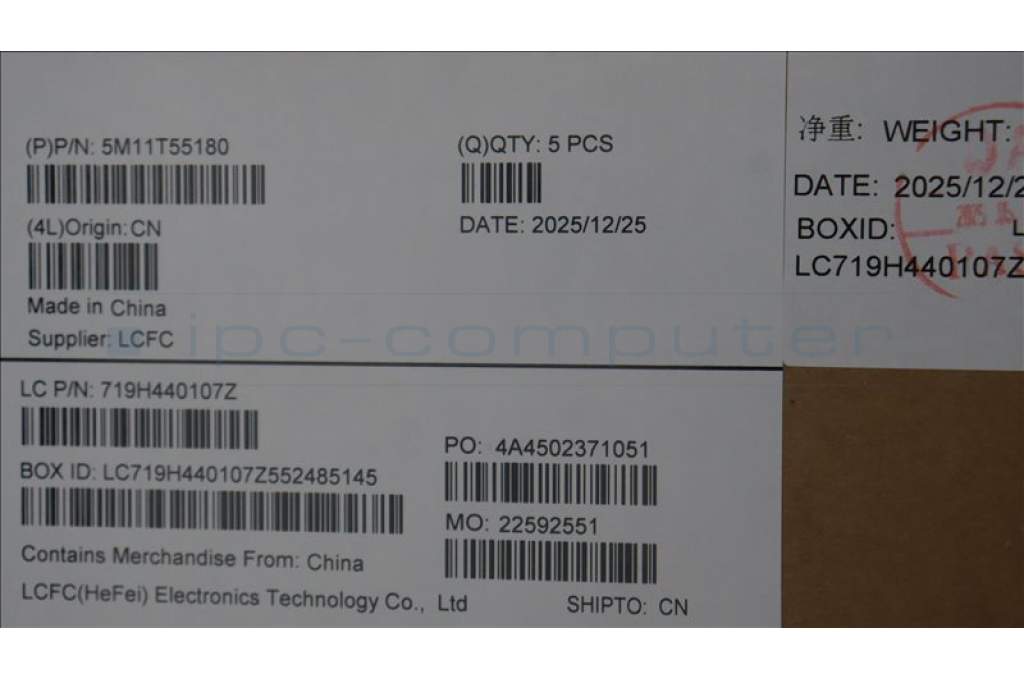 (P)P/N: 5M11T55180
(Q)QTY: 5 PCS
(4L)Origin: CN
DATE: 2025/12/25
Made in China
Supplier: LCFC
LC P/N: 719H440107Z
BOX ID: LC719H440107Z552485145
PO: 4A4502371051
MO: 22592551
Contains Merchandise From: China
LCFC(HeFei) Electronics Technology Co., Ltd
SHIPTO: CN
净重: WEIGHT:
DATE: 2025/12/2
BOXID:
LC719H440107Z
ipc-computer